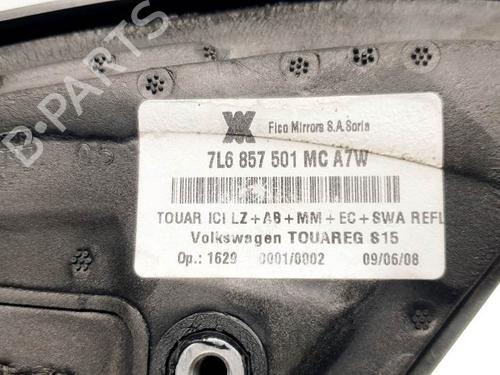 B-PARTS
Fico Mirrors S.A.Soria
7L6 857 501 MC A7W
TOUAR ICI LZ+AB+MM+EC+SWA REFL
Volkswagen TOUAREG S15
Op.: 1629 0001/0002 09/06/08